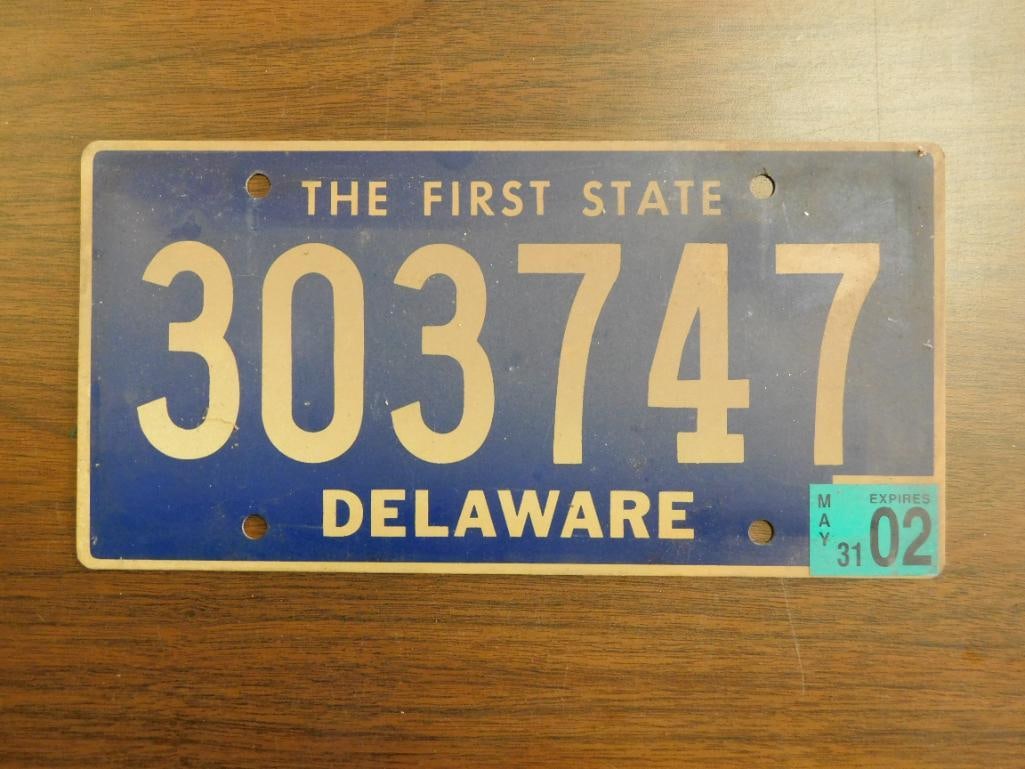 THE FIRST STATE
303747
DELAWARE
MAY EXPIRES
31 02